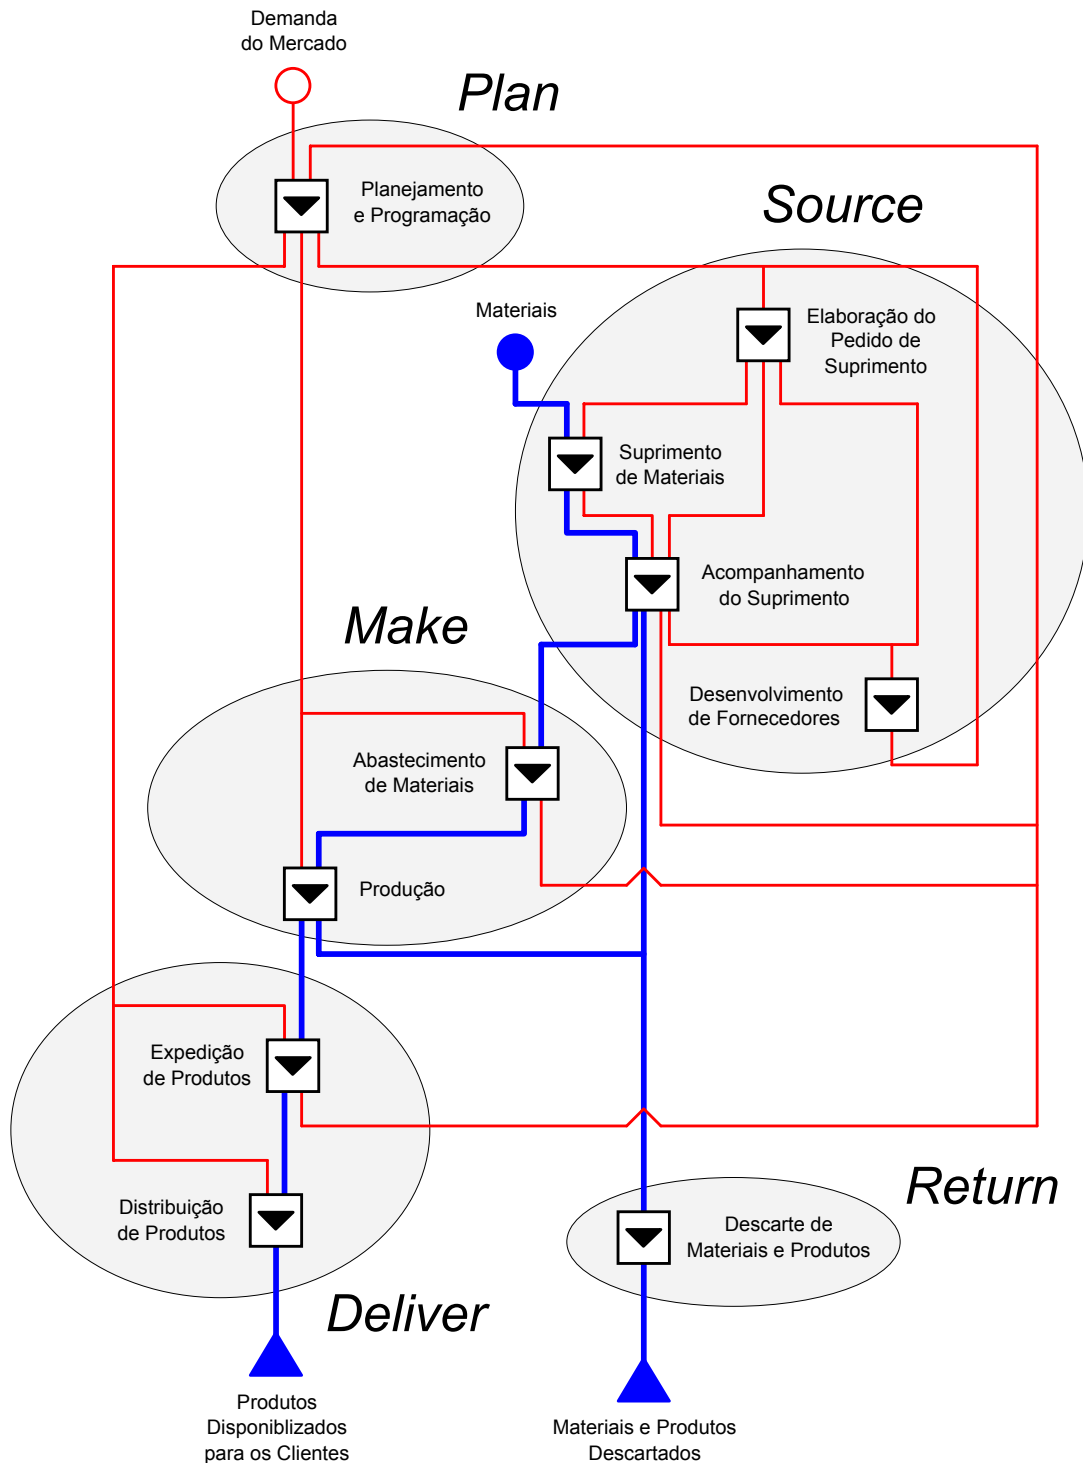 Demanda
do Mercado
Plan
Planejamento
e Programação
Source
Materiais
Elaboração do
Pedido de
Suprimento
Suprimento
de Materiais
Acompanhamento
do Suprimento
Make
Desenvolvimento
de Fornecedores
Abastecimento
de Materiais
Produção
Expedição
de Produtos
Return
Distribuição
de Produtos
Descarte de
Materiais e Produtos
Deliver
Produtos
Disponiblizados
para os Clientes
Materiais e Produtos
Descartados